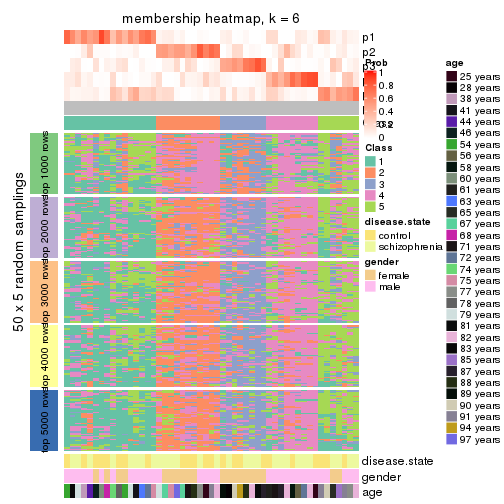 membership heatmap, k = 6
p1
p2
p3
Prob
1
0.8
0.6
0.4
0.2
0
Class
1
2
3
4
5
disease.state
control
schizophrenia
gender
female
male
age
25 years
28 years
38 years
41 years
44 years
46 years
54 years
56 years
58 years
60 years
61 years
63 years
65 years
67 years
68 years
71 years
72 years
74 years
75 years
77 years
78 years
79 years
81 years
82 years
83 years
85 years
87 years
88 years
89 years
90 years
91 years
94 years
97 years
50 x 5 random samplings
top 1000 rows
top 2000 rows
top 3000 rows
top 4000 rows
top 5000 rows
disease.state
gender
age